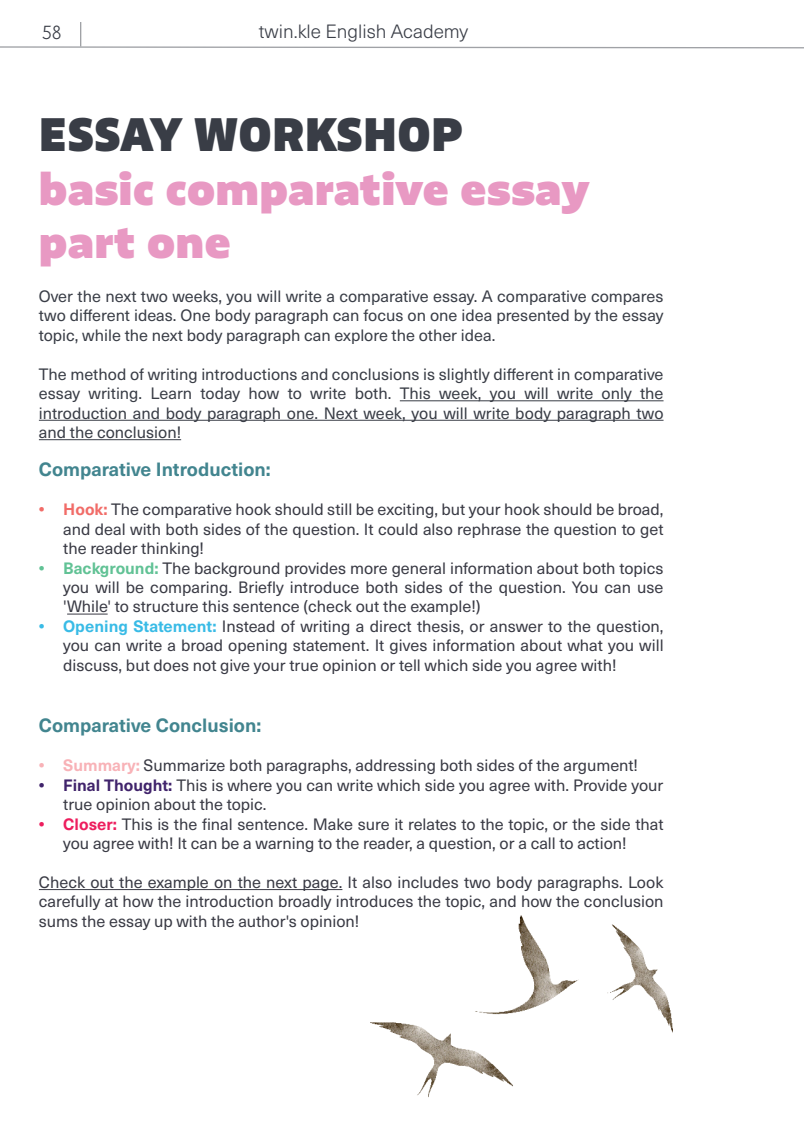 58
twin.kle English Academy
ESSAY WORKSHOP
basic comparative essay
part one
Over the next two weeks, you will write a comparative essay. A comparative compares
two different ideas. One body paragraph can focus on one idea presented by the essay
topic, while the next body paragraph can explore the other idea.
The method of writing introductions and conclusions is slightly different in comparative
essay writing. Learn today how to write both. This week, you will write only the
introduction and body paragraph one. Next week, you will write body paragraph two
and the conclusion!
Comparative Introduction:
• Hook: The comparative hook should still be exciting, but your hook should be broad,
and deal with both sides of the question. It could also rephrase the question to get
the reader thinking!
• Background: The background provides more general information about both topics
you will be comparing. Briefly introduce both sides of the question. You can use
'While' to structure this sentence (check out the example!)
• Opening Statement: Instead of writing a direct thesis, or answer to the question,
you can write a broad opening statement. It gives information about what you will
discuss, but does not give your true opinion or tell which side you agree with!
Comparative Conclusion:
• Summary: Summarize both paragraphs, addressing both sides of the argument!
• Final Thought: This is where you can write which side you agree with. Provide your
true opinion about the topic.
• Closer: This is the final sentence. Make sure it relates to the topic, or the side that
you agree with! It can be a warning to the reader, a question, or a call to action!
Check out the example on the next page. It also includes two body paragraphs. Look
carefully at how the introduction broadly introduces the topic, and how the conclusion
sums the essay up with the author's opinion!